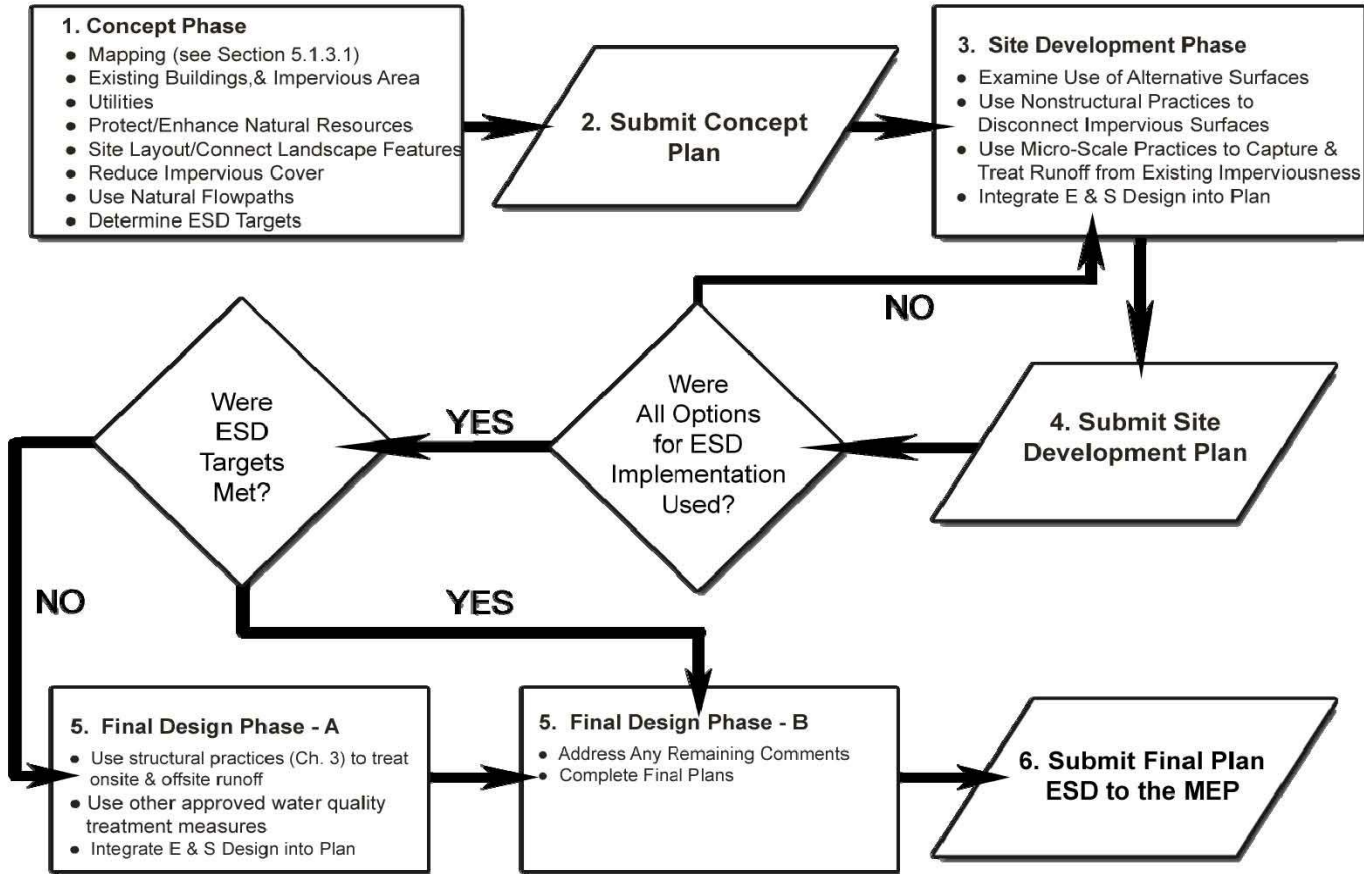 1. Concept Phase
● Mapping (see Section 5.1.3.1)
● Existing Buildings,& Impervious Area
● Utilities
● Protect/Enhance Natural Resources
● Site Layout/Connect Landscape Features
● Reduce Impervious Cover
● Use Natural Flowpaths
● Determine ESD Targets
2. Submit Concept
Plan
3. Site Development Phase
● Examine Use of Alternative Surfaces
● Use Nonstructural Practices to
Disconnect Impervious Surfaces
● Use Micro-Scale Practices to Capture &
Treat Runoff from Existing Imperviousness
● Integrate E & S Design into Plan
NO
4. Submit Site
Development Plan
Were
All Options
for ESD
Implementation
Used?
YES
Were
ESD
Targets
Met?
NO
YES
5. Final Design Phase - A
● Use structural practices (Ch. 3) to treat
onsite & offsite runoff
● Use other approved water quality
treatment measures
● Integrate E & S Design into Plan
5. Final Design Phase - B
● Address Any Remaining Comments
● Complete Final Plans
6. Submit Final Plan
ESD to the MEP